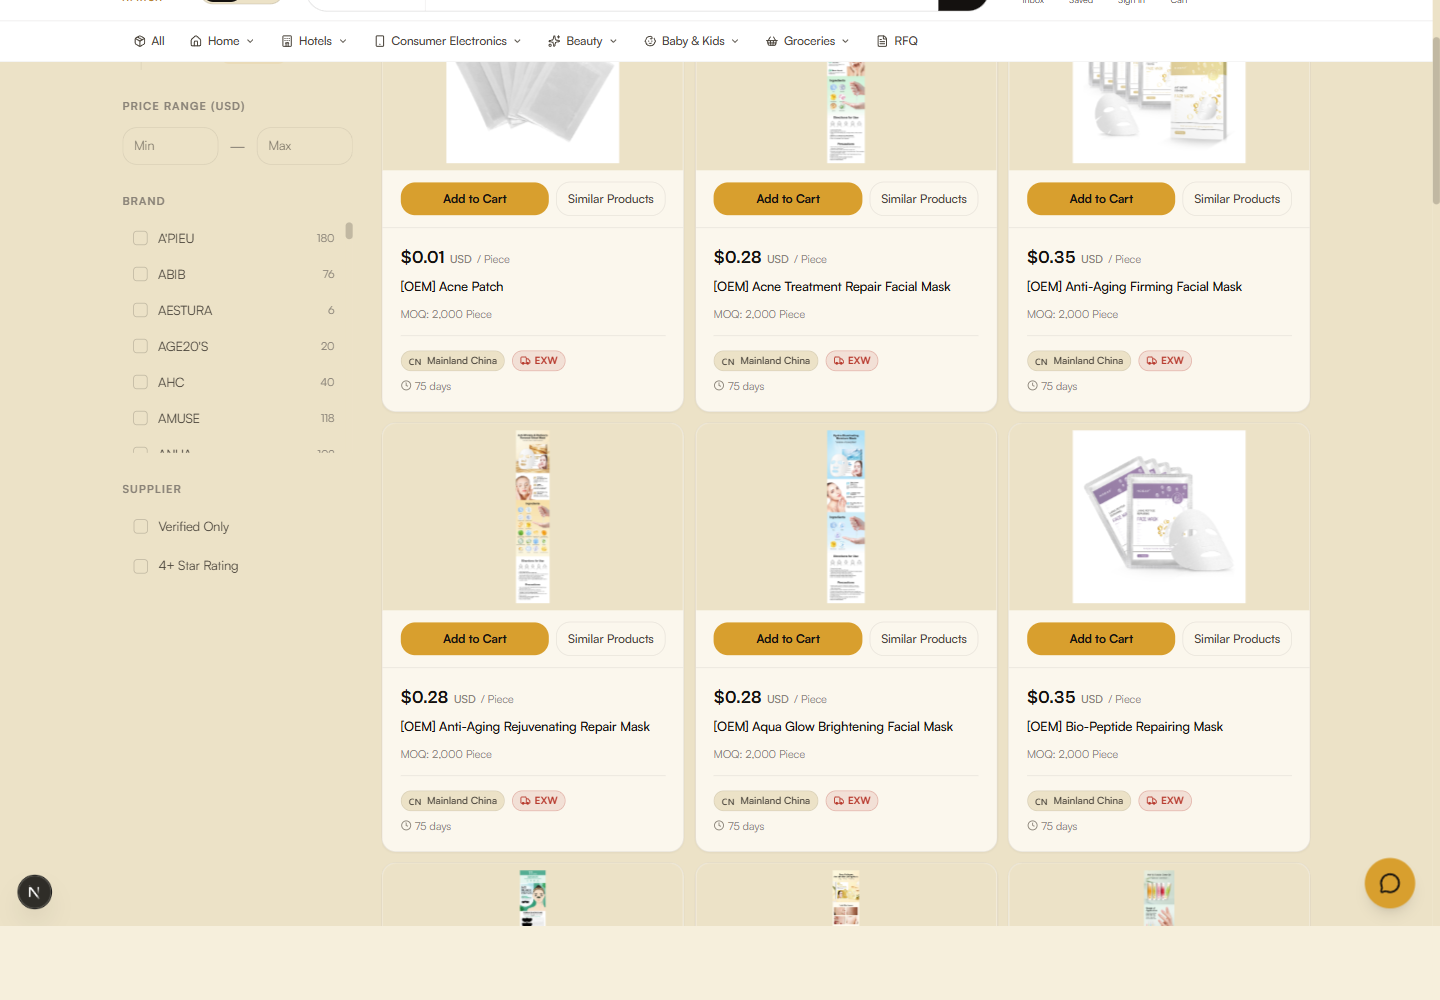 Inbox Saved Sign in Cart
All Home Hotels Consumer Electronics Beauty Baby & Kids Groceries RFQ
PRICE RANGE (USD)
Min — Max
BRAND
A'PIEU 180
ABIB 76
AESTURA 6
AGE20'S 20
AHC 40
AMUSE 118
SUPPLIER
Verified Only
4+ Star Rating
Add to Cart Similar Products
$0.01 USD / Piece
[OEM] Acne Patch
MOQ: 2,000 Piece
CN Mainland China EXW
75 days
Add to Cart Similar Products
$0.28 USD / Piece
[OEM] Acne Treatment Repair Facial Mask
MOQ: 2,000 Piece
CN Mainland China EXW
75 days
Add to Cart Similar Products
$0.35 USD / Piece
[OEM] Anti-Aging Firming Facial Mask
MOQ: 2,000 Piece
CN Mainland China EXW
75 days
Add to Cart Similar Products
$0.28 USD / Piece
[OEM] Anti-Aging Rejuvenating Repair Mask
MOQ: 2,000 Piece
CN Mainland China EXW
75 days
Add to Cart Similar Products
$0.28 USD / Piece
[OEM] Aqua Glow Brightening Facial Mask
MOQ: 2,000 Piece
CN Mainland China EXW
75 days
FACE MASK
Add to Cart Similar Products
$0.35 USD / Piece
[OEM] Bio-Peptide Repairing Mask
MOQ: 2,000 Piece
CN Mainland China EXW
75 days
N